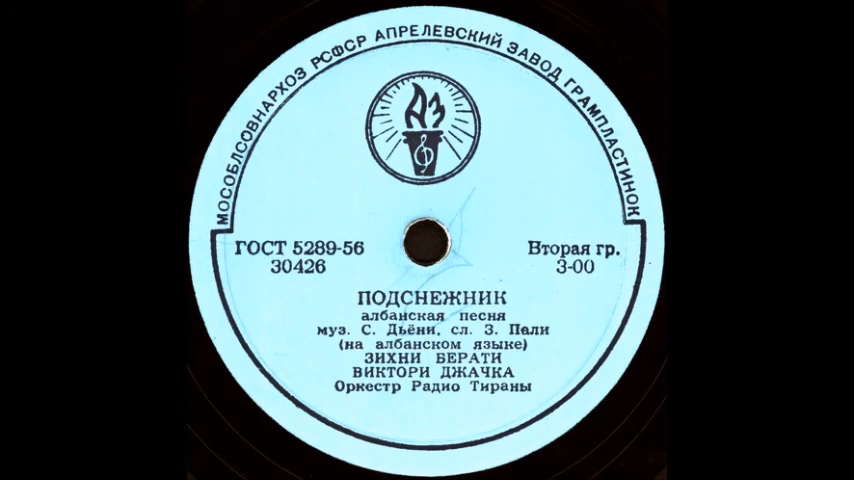 МОСОБЛСОВНАРХОЗ РСФСР АПРЕЛЕВСКИЙ ЗАВОД ГРАМПЛАСТИНОК
АЗ
ГОСТ 5289-56
30426
Вторая гр.
3-00
ПОДСНЕЖНИК
албанская песня
муз. С. Дьёни, сл. З. Пали
(на албанском языке)
ЗИХНИ БЕРАТИ
ВИКТОРИ ДЖАЧКА
Оркестр Радио Тираны